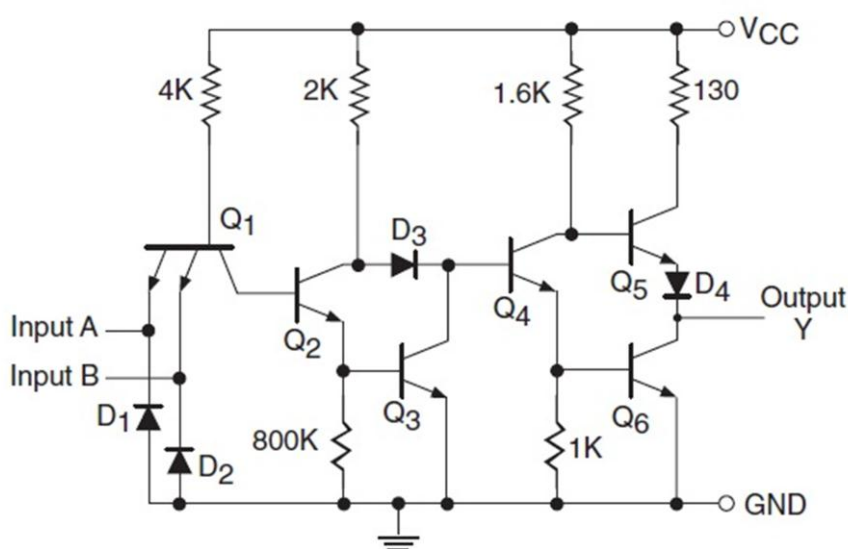 VCC
4K
2K
1.6K
130
Q1
D3
Q2
Q4
Q5
D4
Output
Y
Input A
Input B
D1
Q3
Q6
800K
1K
D2
GND